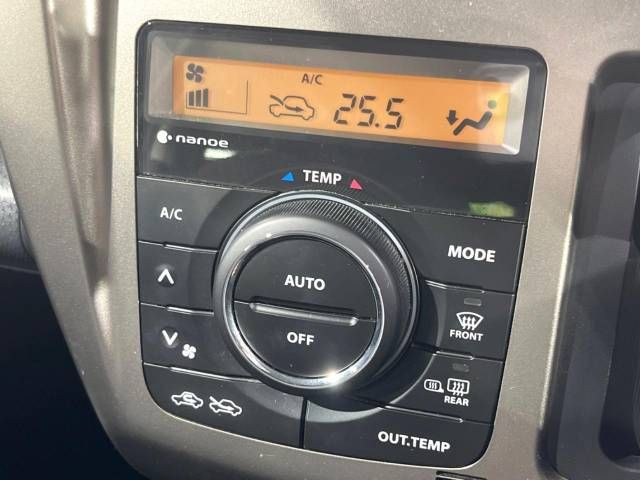 A/C
25.5
nanoe
TEMP
A/C
AUTO
MODE
OFF
FRONT
REAR
OUT.TEMP